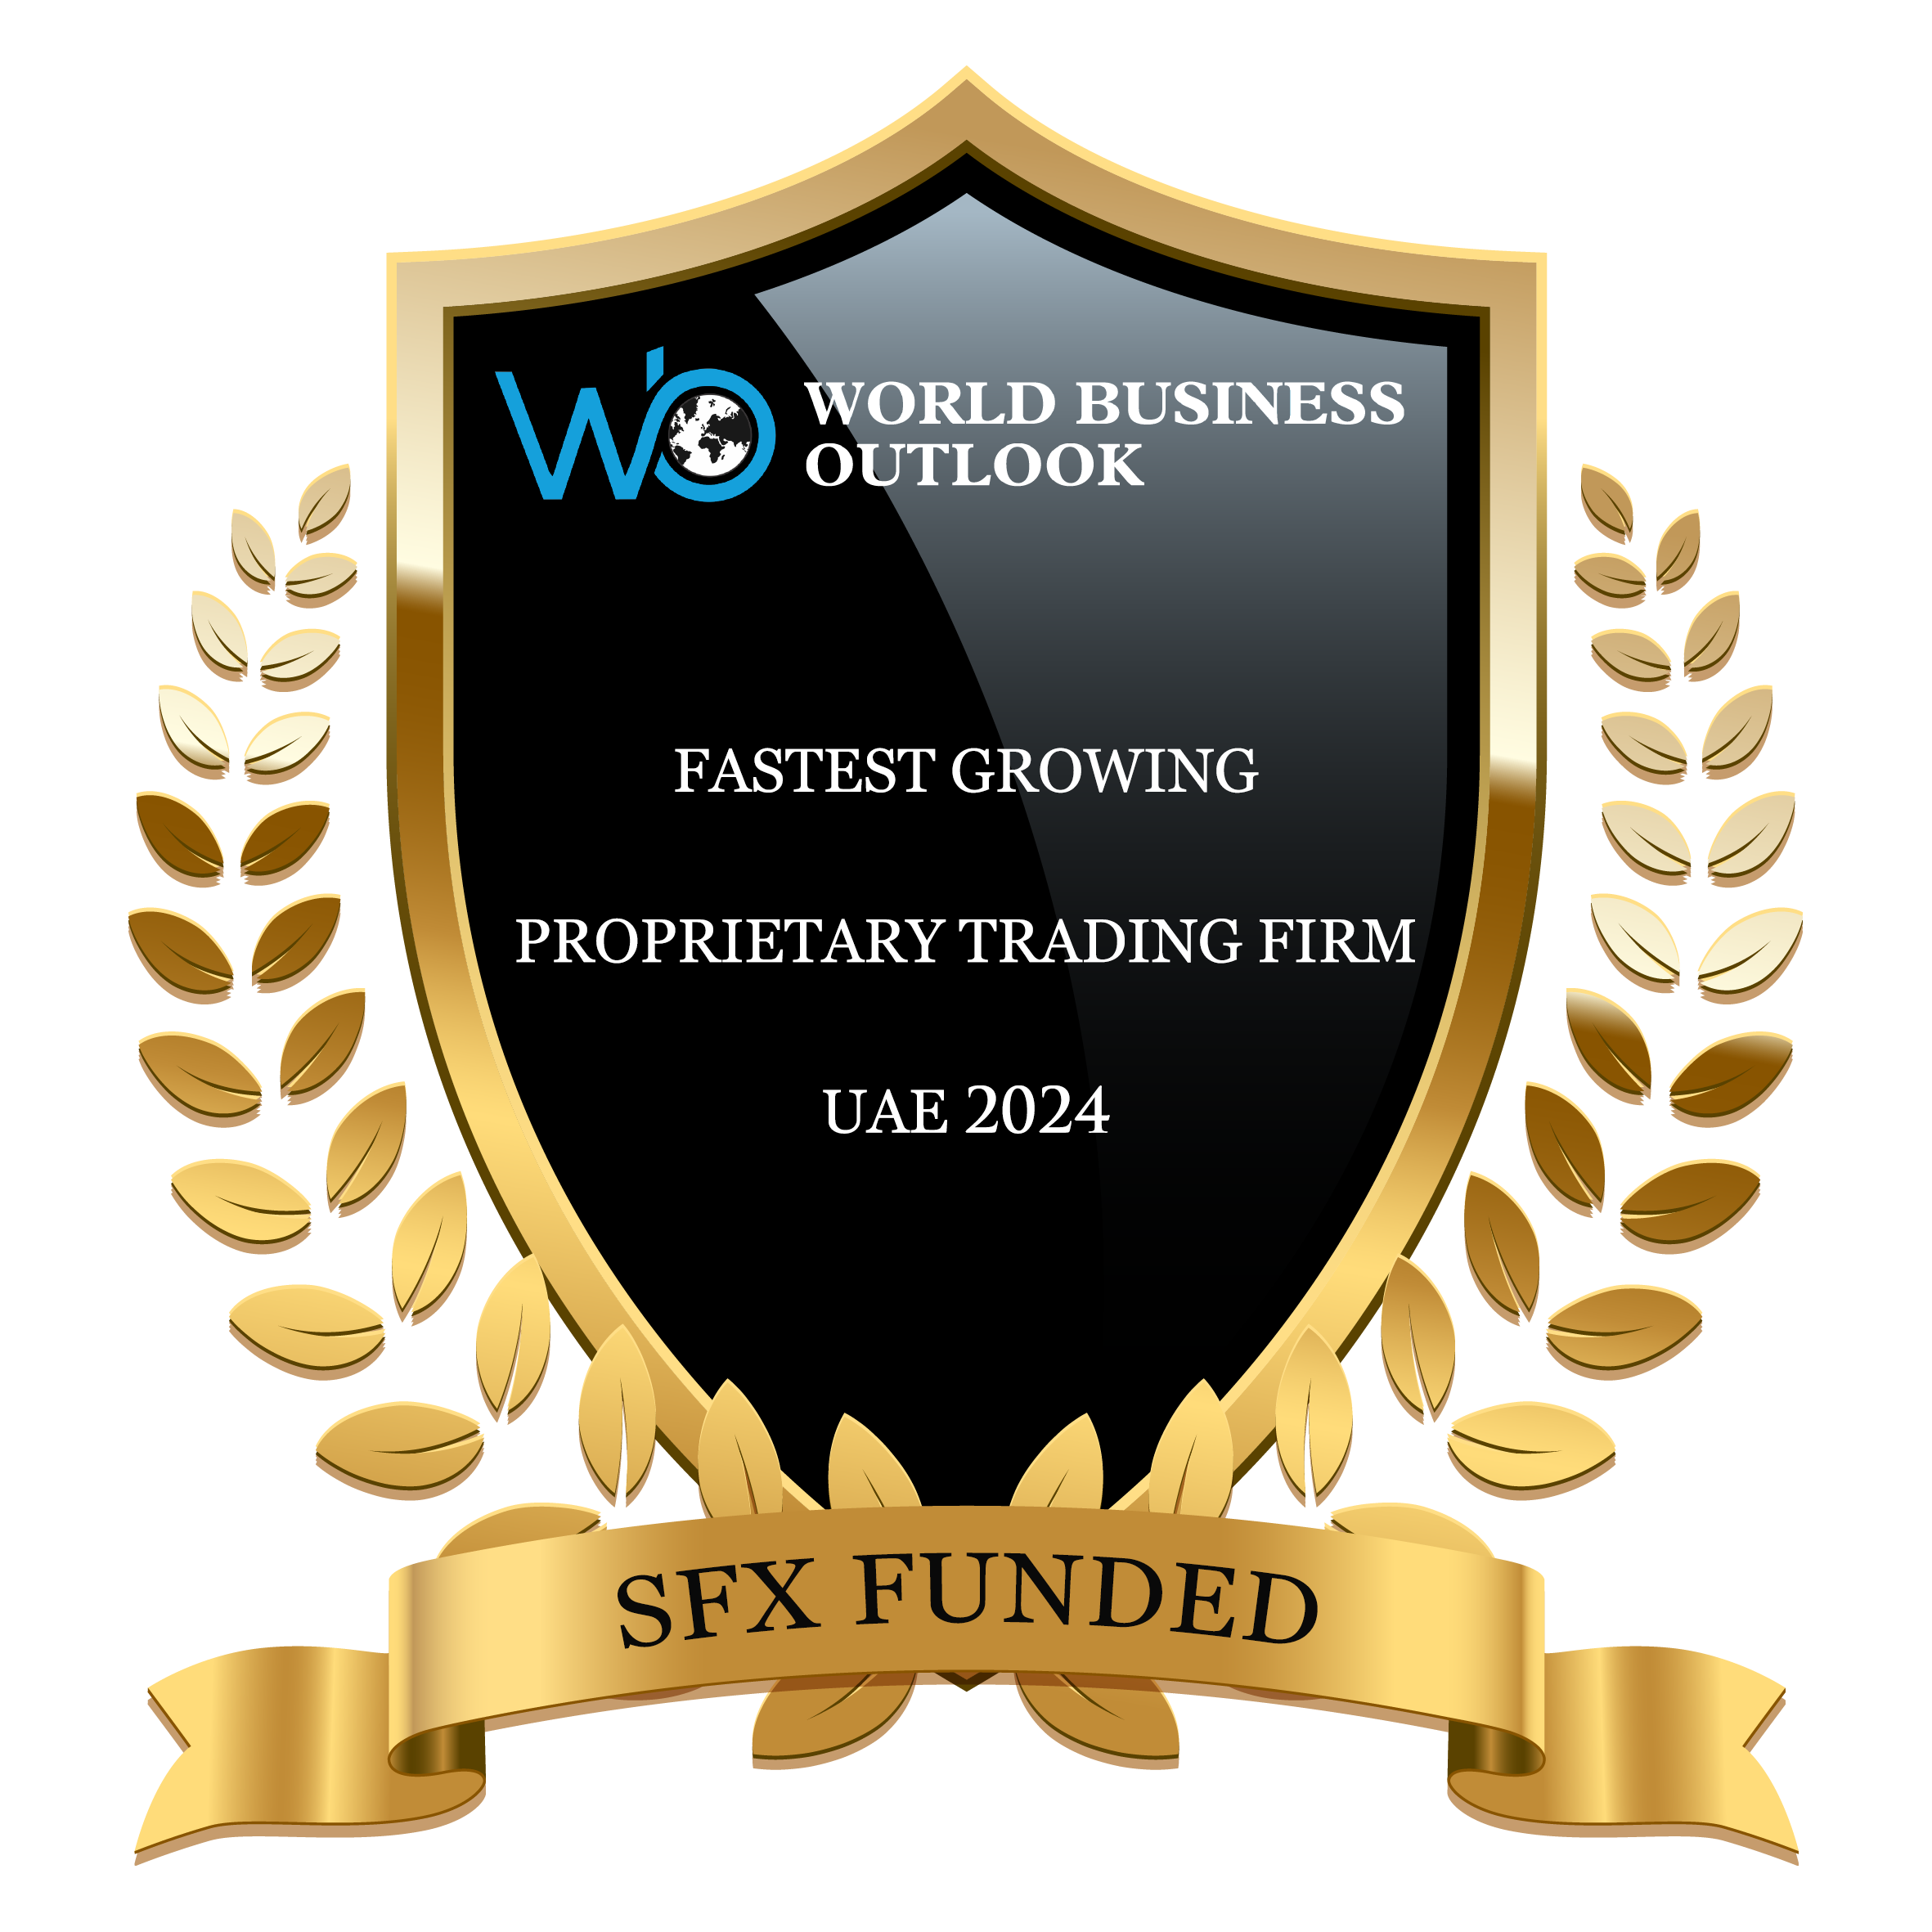 WORLD BUSINESS
OUTLOOK
FASTEST GROWING
PROPRIETARY TRADING FIRM
UAE 2024
SFX FUNDED